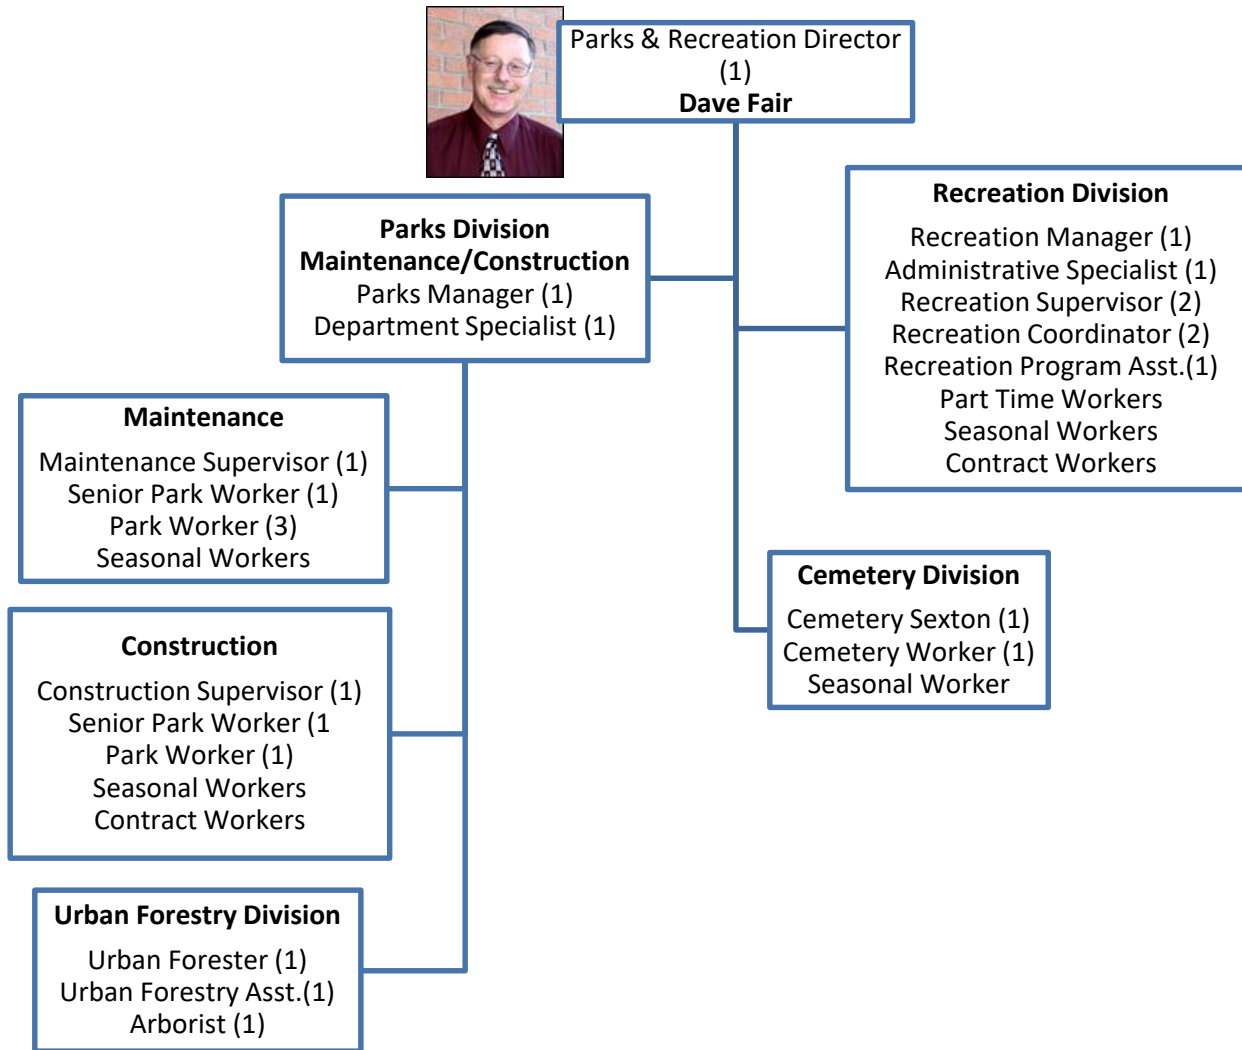 Parks & Recreation Director
(1)
Dave Fair
Parks Division
Maintenance/Construction
Parks Manager (1)
Department Specialist (1)
Recreation Division
Recreation Manager (1)
Administrative Specialist (1)
Recreation Supervisor (2)
Recreation Coordinator (2)
Recreation Program Asst.(1)
Part Time Workers
Seasonal Workers
Contract Workers
Maintenance
Maintenance Supervisor (1)
Senior Park Worker (1)
Park Worker (3)
Seasonal Workers
Cemetery Division
Cemetery Sexton (1)
Cemetery Worker (1)
Seasonal Worker
Construction
Construction Supervisor (1)
Senior Park Worker (1
Park Worker (1)
Seasonal Workers
Contract Workers
Urban Forestry Division
Urban Forester (1)
Urban Forestry Asst.(1)
Arborist (1)